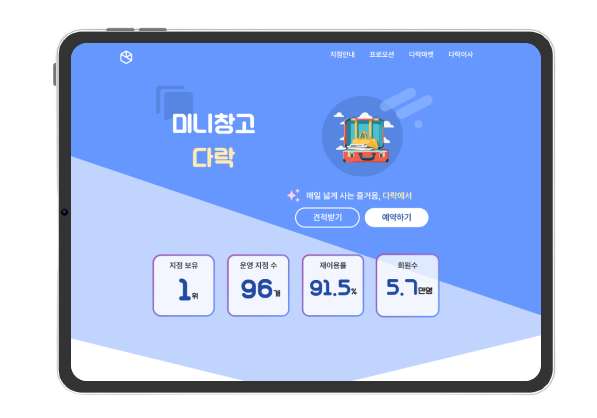 지점안내 프로모션 다락마켓 다락이사
미니창고
다락
매일 넓게 사는 즐거움, 다락에서
견적받기 예약하기
지점 보유 운영 지점 수 재이용률 회원수
1위 96개 91.5% 5.7만명